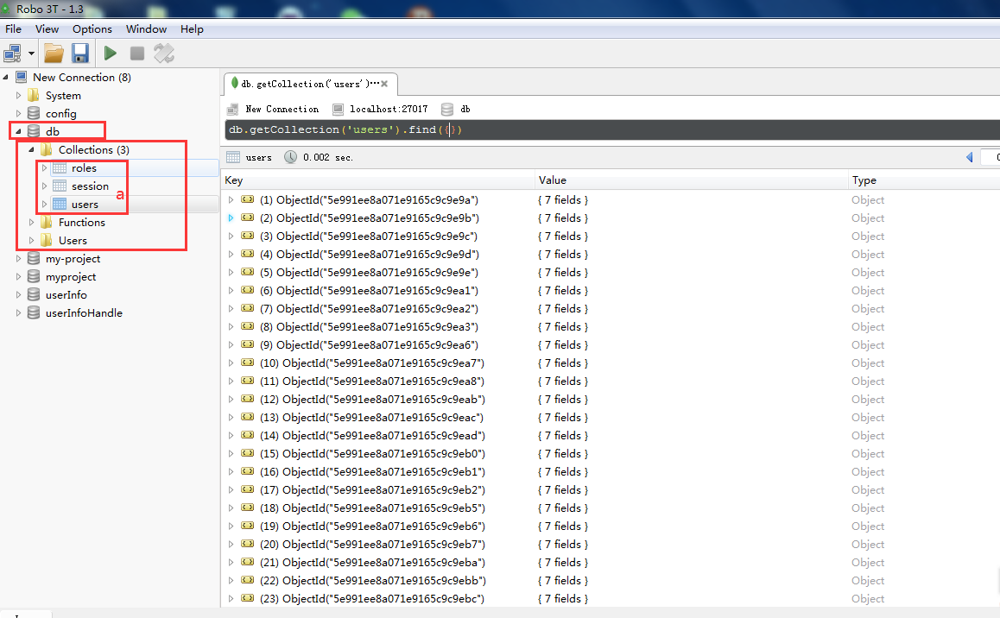 Robo 3T - 1.3
File View Options Window Help
New Connection (8)
System
config
db
Collections (3)
roles
session
users
a
Functions
Users
my-project
myproject
userInfo
userInfoHandle
db.getCollection('users')···
New Connection localhost:27017 db
db.getCollection('users').find({})
users 0.002 sec.
Key Value Type
(1) ObjectId("5e991ee8a071e9165c9c9e9a") { 7 fields } Object
(2) ObjectId("5e991ee8a071e9165c9c9e9b") { 7 fields } Object
(3) ObjectId("5e991ee8a071e9165c9c9e9c") { 7 fields } Object
(4) ObjectId("5e991ee8a071e9165c9c9e9d") { 7 fields } Object
(5) ObjectId("5e991ee8a071e9165c9c9e9e") { 7 fields } Object
(6) ObjectId("5e991ee8a071e9165c9c9ea1") { 7 fields } Object
(7) ObjectId("5e991ee8a071e9165c9c9ea2") { 7 fields } Object
(8) ObjectId("5e991ee8a071e9165c9c9ea3") { 7 fields } Object
(9) ObjectId("5e991ee8a071e9165c9c9ea6") { 7 fields } Object
(10) ObjectId("5e991ee8a071e9165c9c9ea7") { 7 fields } Object
(11) ObjectId("5e991ee8a071e9165c9c9ea8") { 7 fields } Object
(12) ObjectId("5e991ee8a071e9165c9c9eab") { 7 fields } Object
(13) ObjectId("5e991ee8a071e9165c9c9eac") { 7 fields } Object
(14) ObjectId("5e991ee8a071e9165c9c9ead") { 7 fields } Object
(15) ObjectId("5e991ee8a071e9165c9c9eb0") { 7 fields } Object
(16) ObjectId("5e991ee8a071e9165c9c9eb1") { 7 fields } Object
(17) ObjectId("5e991ee8a071e9165c9c9eb2") { 7 fields } Object
(18) ObjectId("5e991ee8a071e9165c9c9eb5") { 7 fields } Object
(19) ObjectId("5e991ee8a071e9165c9c9eb6") { 7 fields } Object
(20) ObjectId("5e991ee8a071e9165c9c9eb7") { 7 fields } Object
(21) ObjectId("5e991ee8a071e9165c9c9eba") { 7 fields } Object
(22) ObjectId("5e991ee8a071e9165c9c9ebb") { 7 fields } Object
(23) ObjectId("5e991ee8a071e9165c9c9ebc") { 7 fields } Object